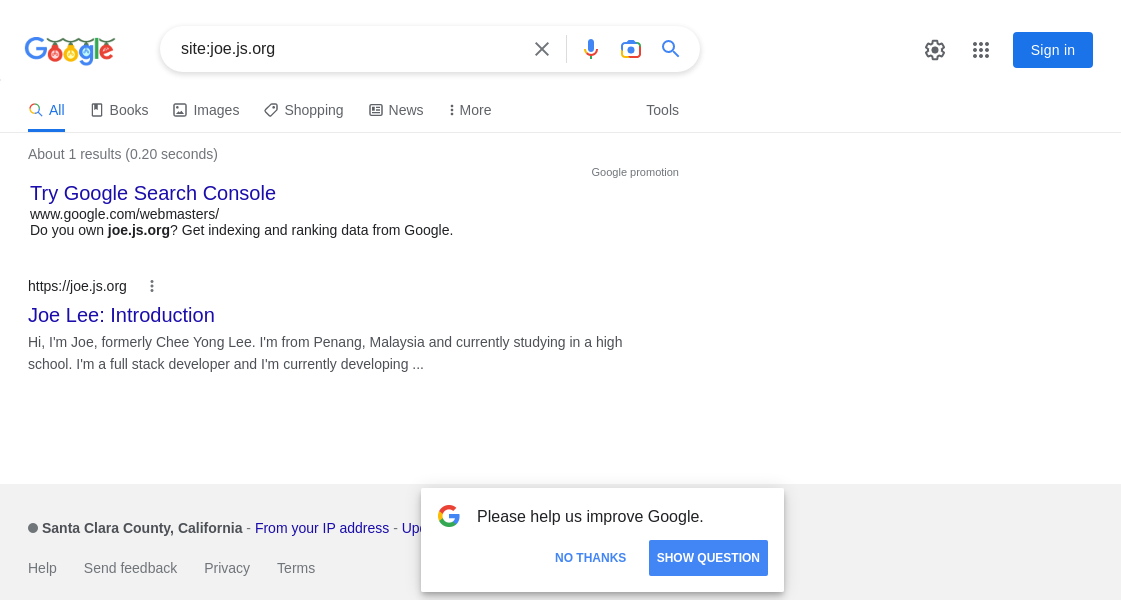 Google
site:joe.js.org
Sign in
All Books Images Shopping News More Tools
About 1 results (0.20 seconds)
Google promotion
Try Google Search Console
www.google.com/webmasters/
Do you own joe.js.org? Get indexing and ranking data from Google.
https://joe.js.org
Joe Lee: Introduction
Hi, I'm Joe, formerly Chee Yong Lee. I'm from Penang, Malaysia and currently studying in a high
school. I'm a full stack developer and I'm currently developing ...
Please help us improve Google.
NO THANKS SHOW QUESTION
Santa Clara County, California - From your IP address -
Help Send feedback Privacy Terms